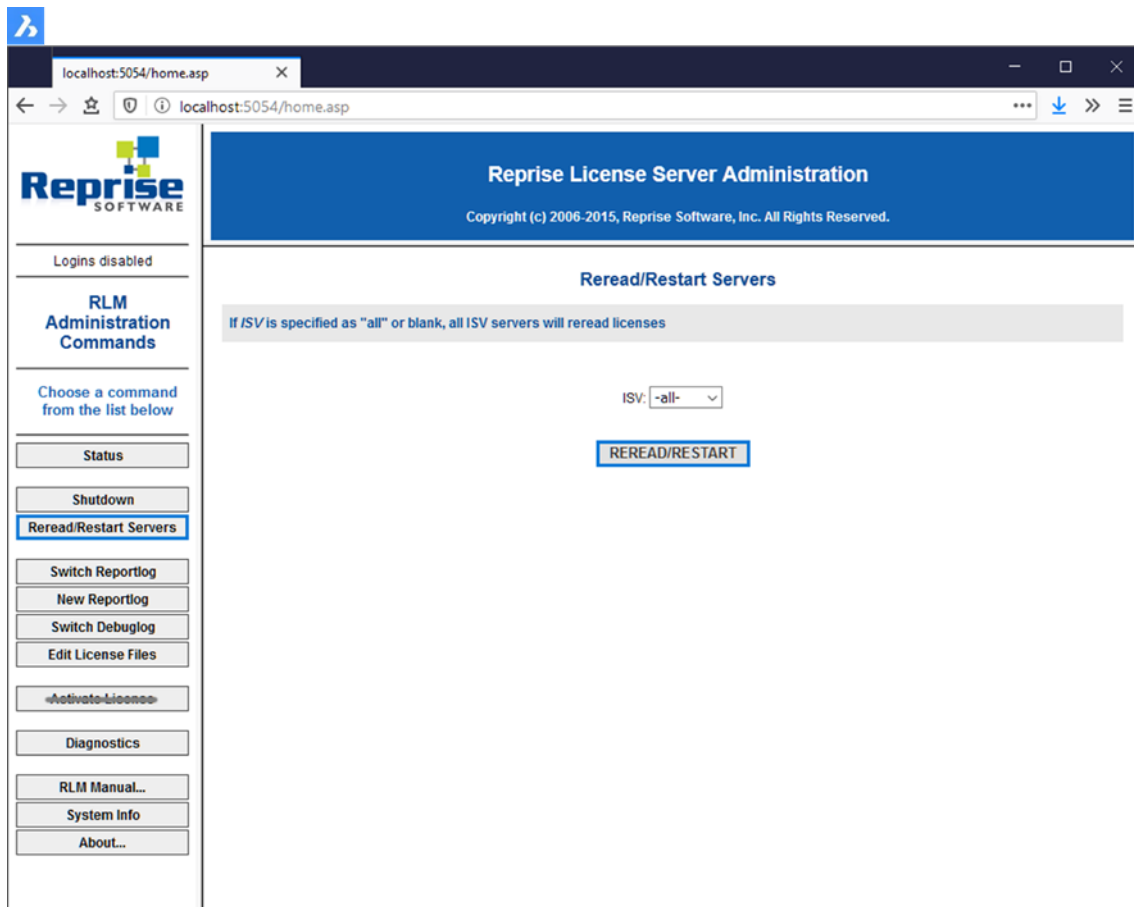 localhost:5054/home.asp
localhost:5054/home.asp
Reprise
SOFTWARE
Logins disabled
RLM
Administration
Commands
Choose a command
from the list below
Status
Shutdown
Reread/Restart Servers
Switch Reportlog
New Reportlog
Switch Debuglog
Edit License Files
Activate License
Diagnostics
RLM Manual...
System Info
About...
Reprise License Server Administration
Copyright (c) 2006-2015, Reprise Software, Inc. All Rights Reserved.
Reread/Restart Servers
If ISV is specified as "all" or blank, all ISV servers will reread licenses
ISV: -all-
REREAD/RESTART